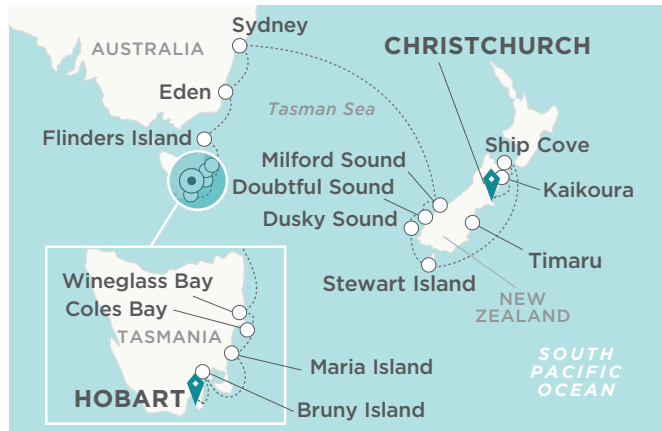 Sydney
AUSTRALIA
CHRISTCHURCH
Eden
Tasman Sea
Flinders Island
Ship Cove
Milford Sound
Doubtful Sound
Kaikoura
Dusky Sound
Timaru
Stewart Island
NEW
ZEALAND
Wineglass Bay
Coles Bay
TASMANIA
Maria Island
HOBART
Bruny Island
SOUTH
PACIFIC
OCEAN